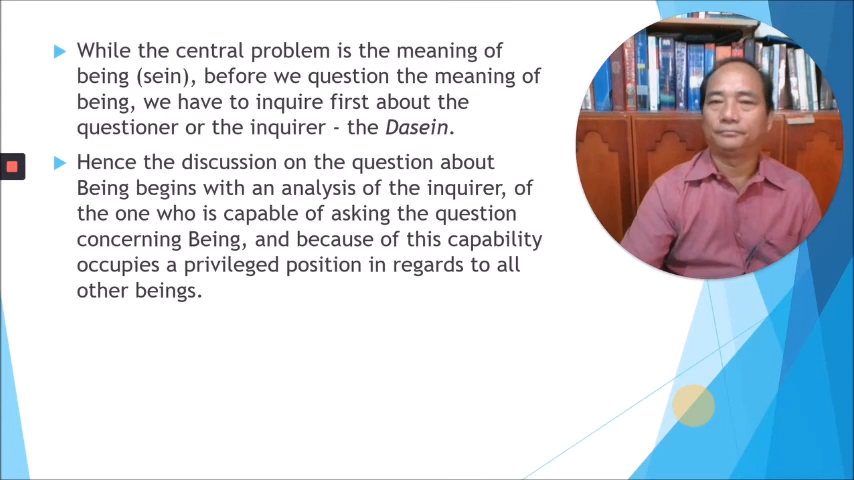 While the central problem is the meaning of
being (sein), before we question the meaning of
being, we have to inquire first about the
questioner or the inquirer - the Dasein.
Hence the discussion on the question about
Being begins with an analysis of the inquirer, of
the one who is capable of asking the question
concerning Being, and because of this capability
occupies a privileged position in regards to all
other beings.